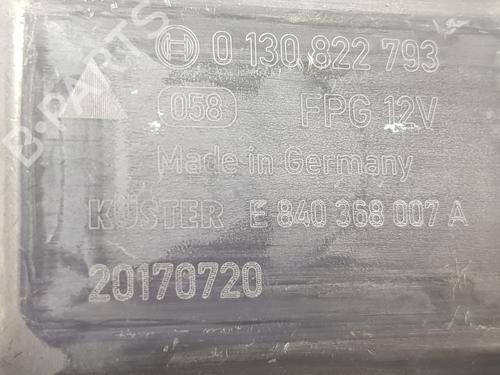 0 130 822 793
058 FPG 12V
Made in Germany
KÜSTER E 840 368 007 A
20170720
B-PARTS